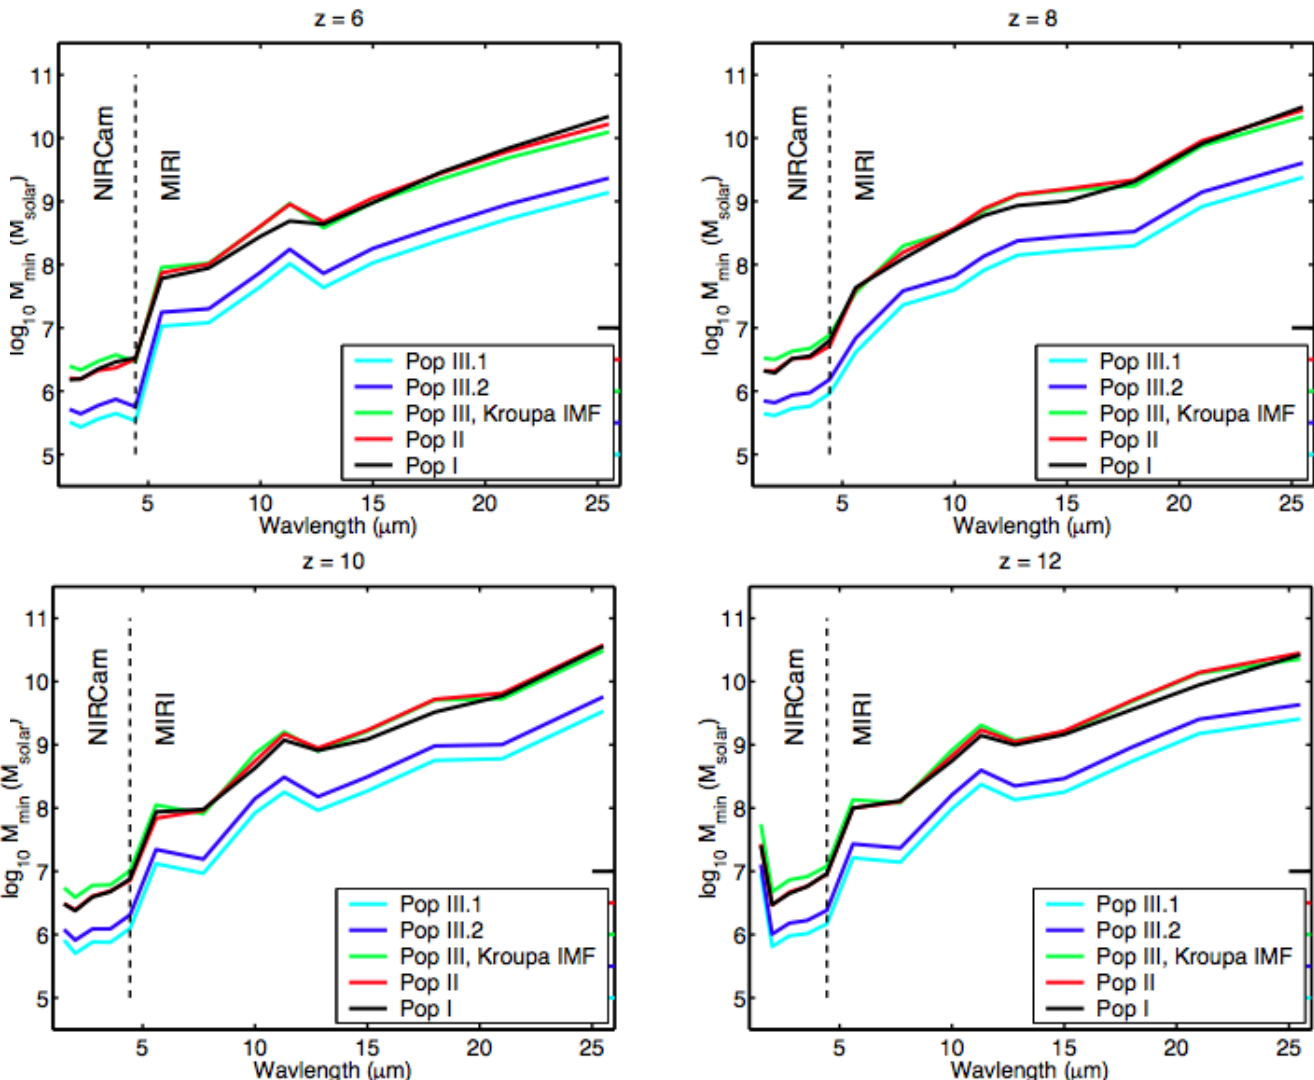 z = 6
11
10
9
8
7
6
5
log10 Mmin (Msolar)
NIRCam
MIRI
Pop III.1
Pop III.2
Pop III, Kroupa IMF
Pop II
Pop I
5 10 15 20 25
Wavlength (μm)
z = 8
11
10
9
8
7
6
5
log10 Mmin (Msolar)
NIRCam
MIRI
Pop III.1
Pop III.2
Pop III, Kroupa IMF
Pop II
Pop I
5 10 15 20 25
Wavlength (μm)
z = 10
11
10
9
8
7
6
5
log10 Mmin (Msolar)
NIRCam
MIRI
Pop III.1
Pop III.2
Pop III, Kroupa IMF
Pop II
Pop I
5 10 15 20 25
Wavlength (μm)
z = 12
11
10
9
8
7
6
5
log10 Mmin (Msolar)
NIRCam
MIRI
Pop III.1
Pop III.2
Pop III, Kroupa IMF
Pop II
Pop I
5 10 15 20 25
Wavlength (μm)